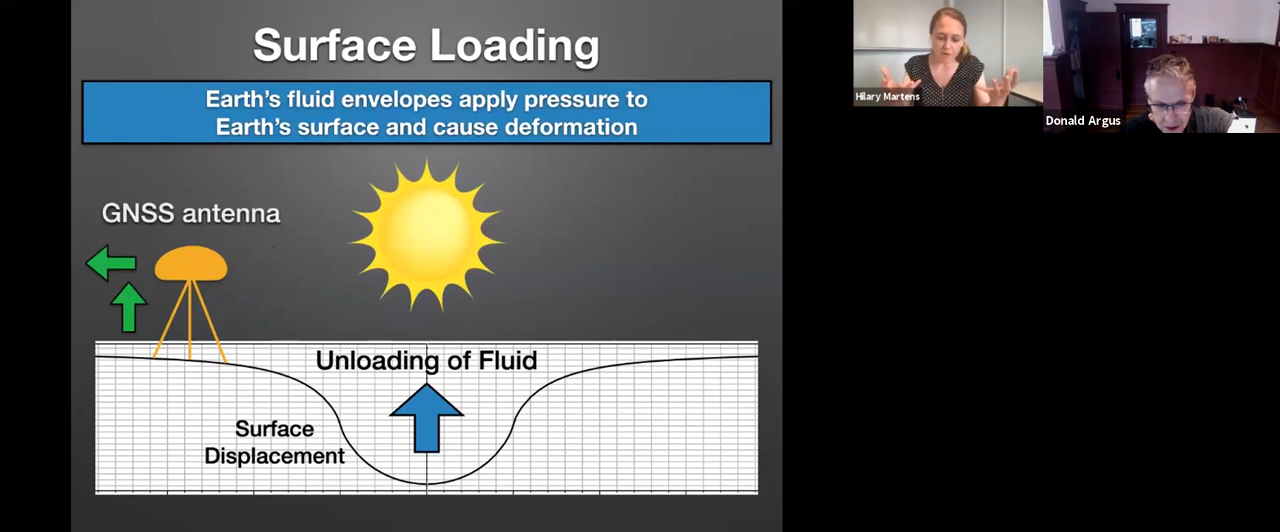 Surface Loading
Earth's fluid envelopes apply pressure to
Earth's surface and cause deformation
GNSS antenna
Unloading of Fluid
Surface
Displacement
Hilary Martens
Donald Argus